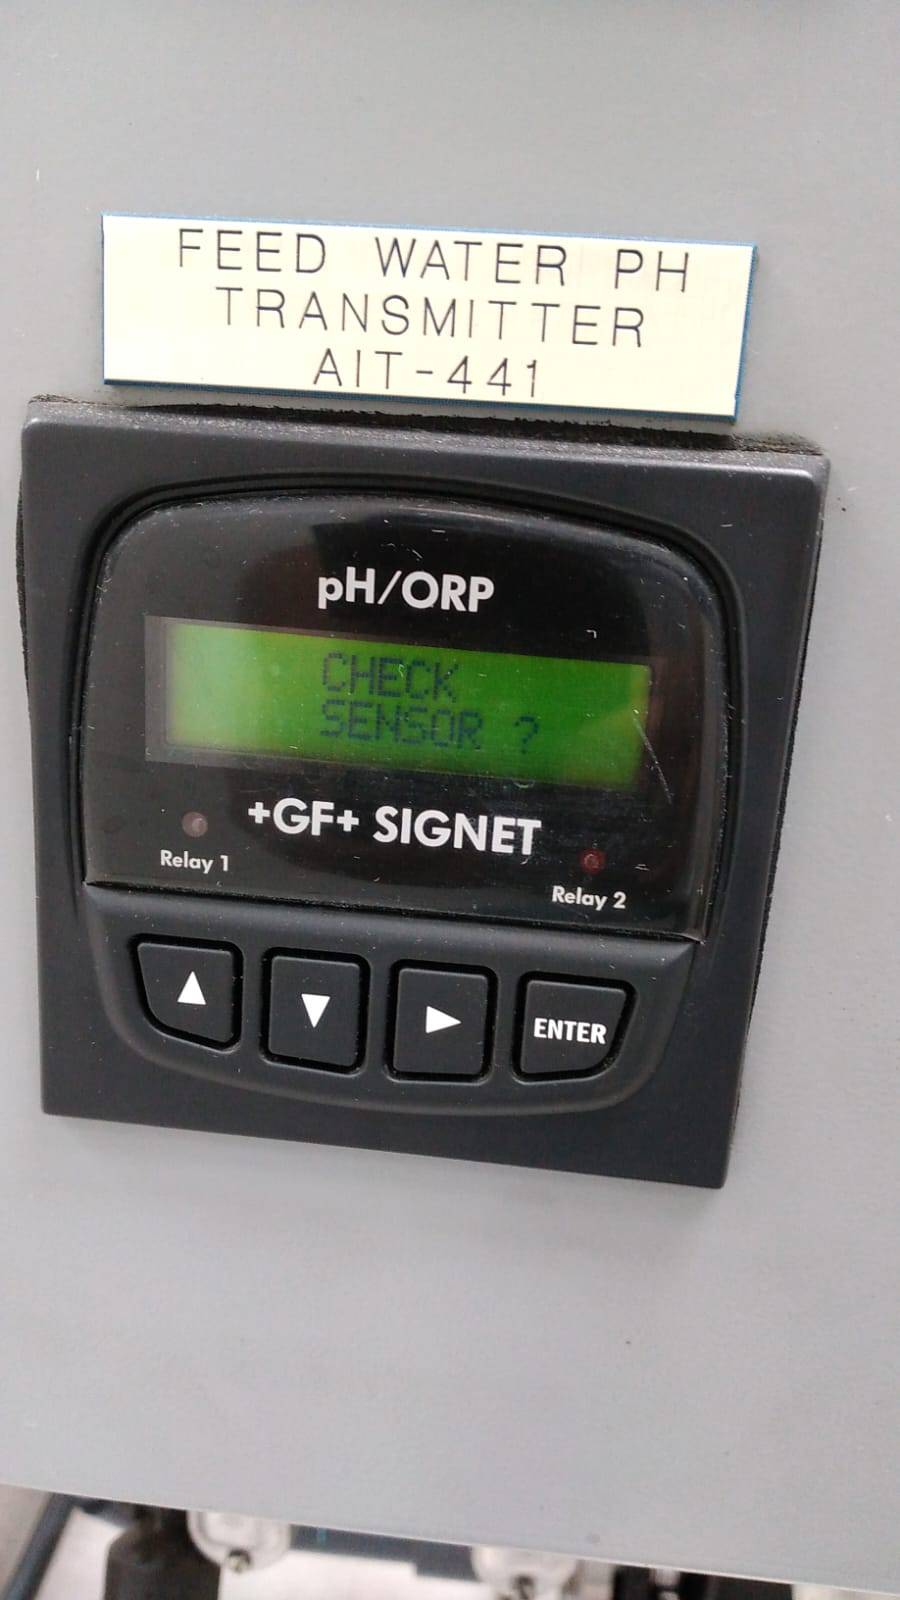 FEED WATER PH
TRANSMITTER
AIT-441
pH/ORP
CHECK
SENSOR ?
+GF+ SIGNET
Relay 1
Relay 2
ENTER